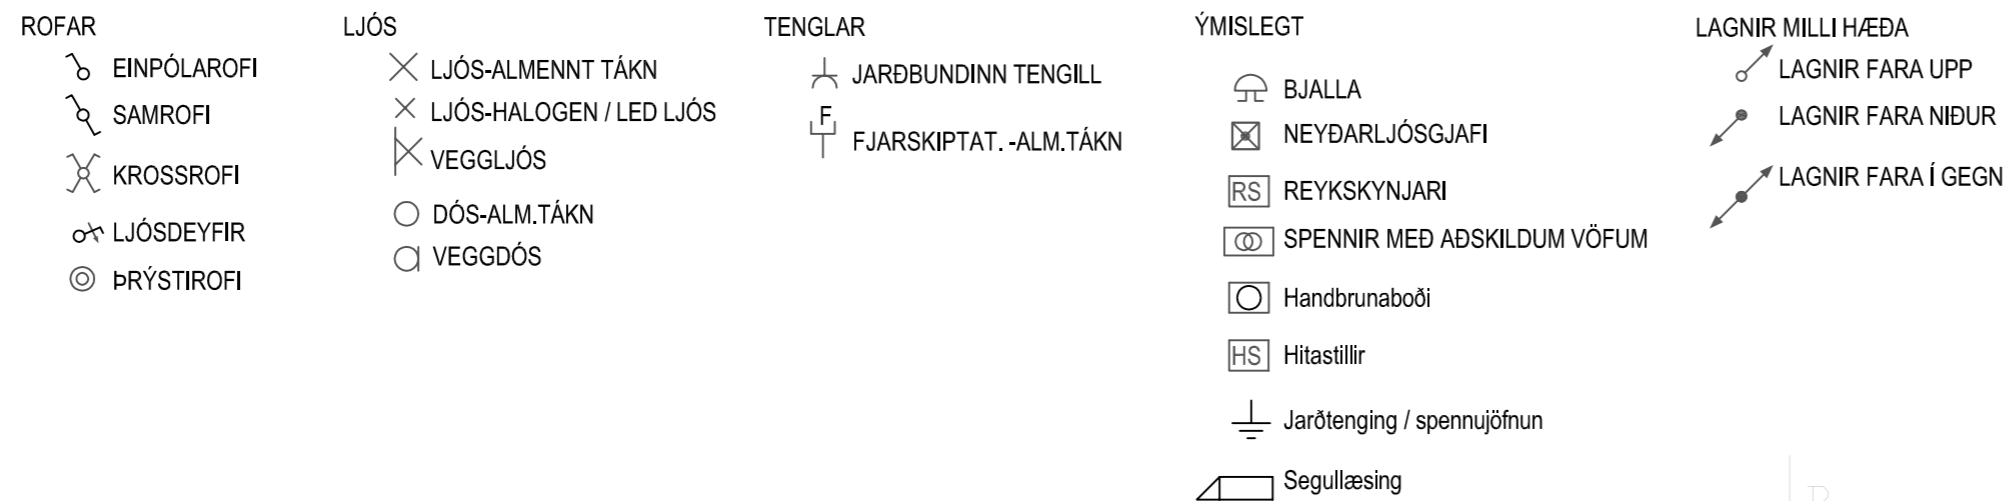 ROFAR
EINPÓLAROFI
SAMROFI
KROSSROFI
LJÓSDEYFIR
ÞRÝSTIROFI
LJÓS
LJÓS-ALMENNT TÁKN
LJÓS-HALOGEN / LED LJÓS
VEGGLJÓS
DÓS-ALM.TÁKN
VEGGDÓS
TENGLAR
JARÐBUNDINN TENGILL
F
FJARSKIPTAT. -ALM.TÁKN
ÝMISLEGT
BJALLA
NEYÐARLJÓSGJAFI
RS REYKSKYNJARI
SPENNIR MEÐ AÐSKILDUM VÖFUM
Handbrunaboði
HS Hitastillir
Jarðtenging / spennujöfnun
Segullæsing
LAGNIR MILLI HÆÐA
LAGNIR FARA UPP
LAGNIR FARA NIÐUR
LAGNIR FARA Í GEGN